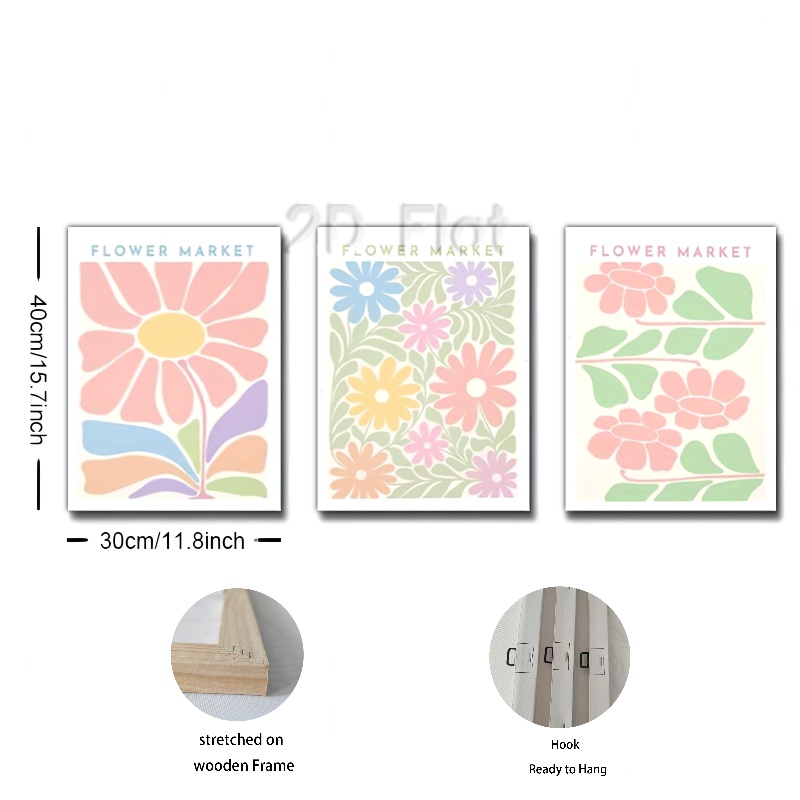 2D Flat
FLOWER MARKET
FLOWER MARKET
FLOWER MARKET
40cm/15.7inch
30cm/11.8inch
stretched on
wooden Frame
Hook
Ready to Hang